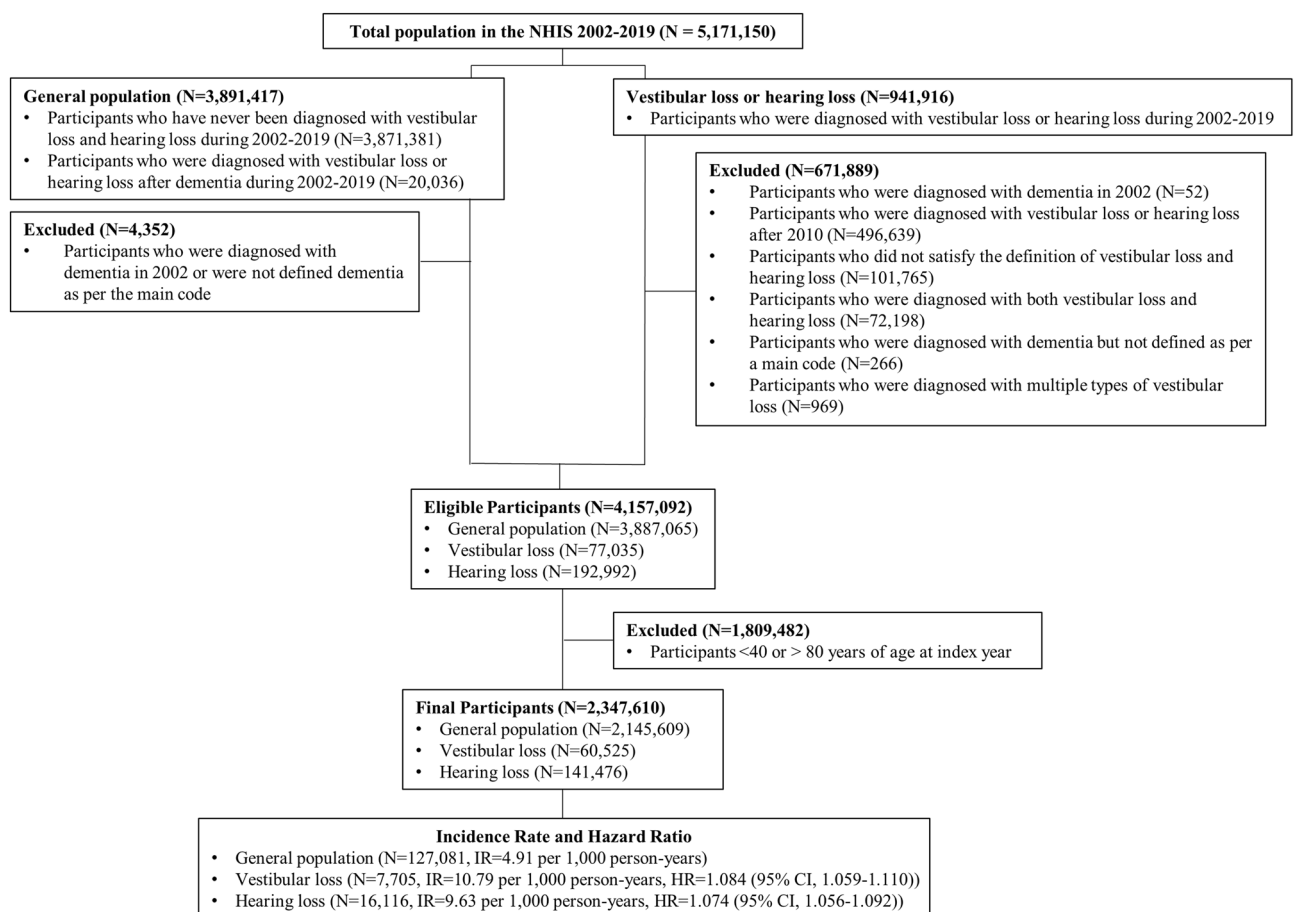 Total population in the NHIS 2002-2019 (N = 5,171,150)
General population (N=3,891,417)
• Participants who have never been diagnosed with vestibular
loss and hearing loss during 2002-2019 (N=3,871,381)
• Participants who were diagnosed with vestibular loss or
hearing loss after dementia during 2002-2019 (N=20,036)
Vestibular loss or hearing loss (N=941,916)
• Participants who were diagnosed with vestibular loss or hearing loss during 2002-2019
Excluded (N=4,352)
• Participants who were diagnosed with
dementia in 2002 or were not defined dementia
as per the main code
Excluded (N=671,889)
• Participants who were diagnosed with dementia in 2002 (N=52)
• Participants who were diagnosed with vestibular loss or hearing loss
after 2010 (N=496,639)
• Participants who did not satisfy the definition of vestibular loss and
hearing loss (N=101,765)
• Participants who were diagnosed with both vestibular loss and
hearing loss (N=72,198)
• Participants who were diagnosed with dementia but not defined as per
a main code (N=266)
• Participants who were diagnosed with multiple types of vestibular
loss (N=969)
Eligible Participants (N=4,157,092)
• General population (N=3,887,065)
• Vestibular loss (N=77,035)
• Hearing loss (N=192,992)
Excluded (N=1,809,482)
• Participants <40 or > 80 years of age at index year
Final Participants (N=2,347,610)
• General population (N=2,145,609)
• Vestibular loss (N=60,525)
• Hearing loss (N=141,476)
Incidence Rate and Hazard Ratio
• General population (N=127,081, IR=4.91 per 1,000 person-years)
• Vestibular loss (N=7,705, IR=10.79 per 1,000 person-years, HR=1.084 (95% CI, 1.059-1.110))
• Hearing loss (N=16,116, IR=9.63 per 1,000 person-years, HR=1.074 (95% CI, 1.056-1.092))